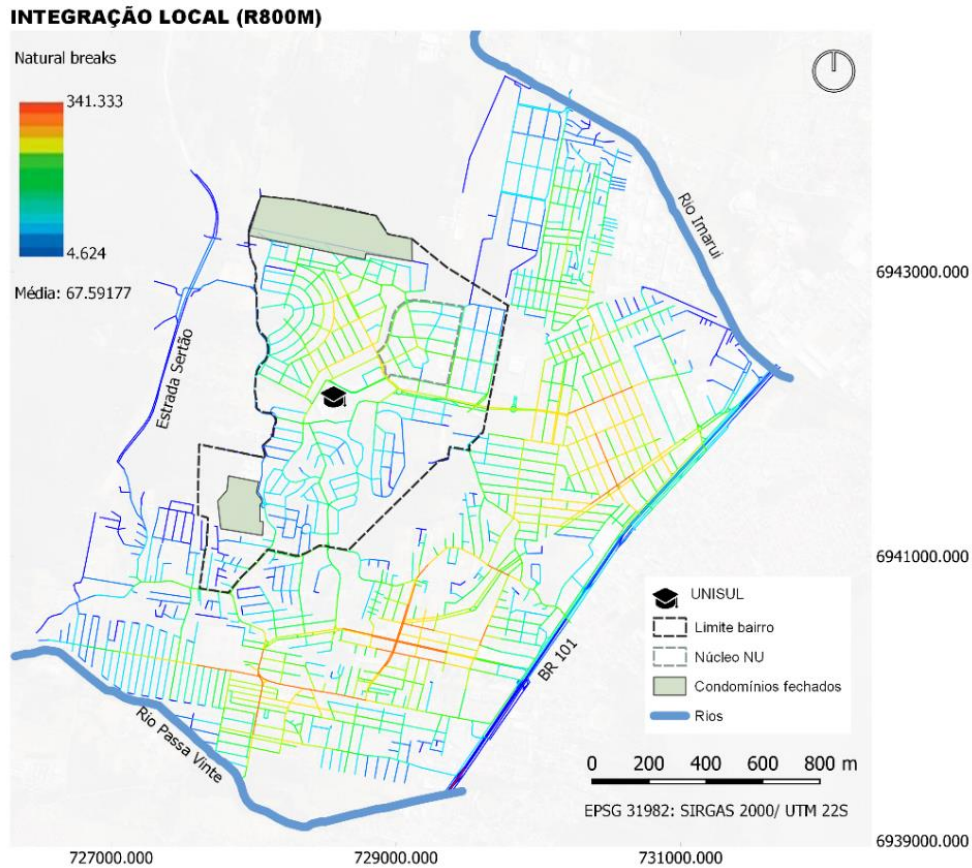 INTEGRAÇÃO LOCAL (R800M)
Natural breaks
341.333
4.624
Média: 67.59177
Estrada Sertão
Rio Imarui
6943000.000
6941000.000
BR 101
UNISUL
Limite bairro
Núcleo NU
Condomínios fechados
Rios
Rio Passa Vinte
0 200 400 600 800 m
EPSG 31982: SIRGAS 2000/ UTM 22S
6939000.000
727000.000 729000.000 731000.000